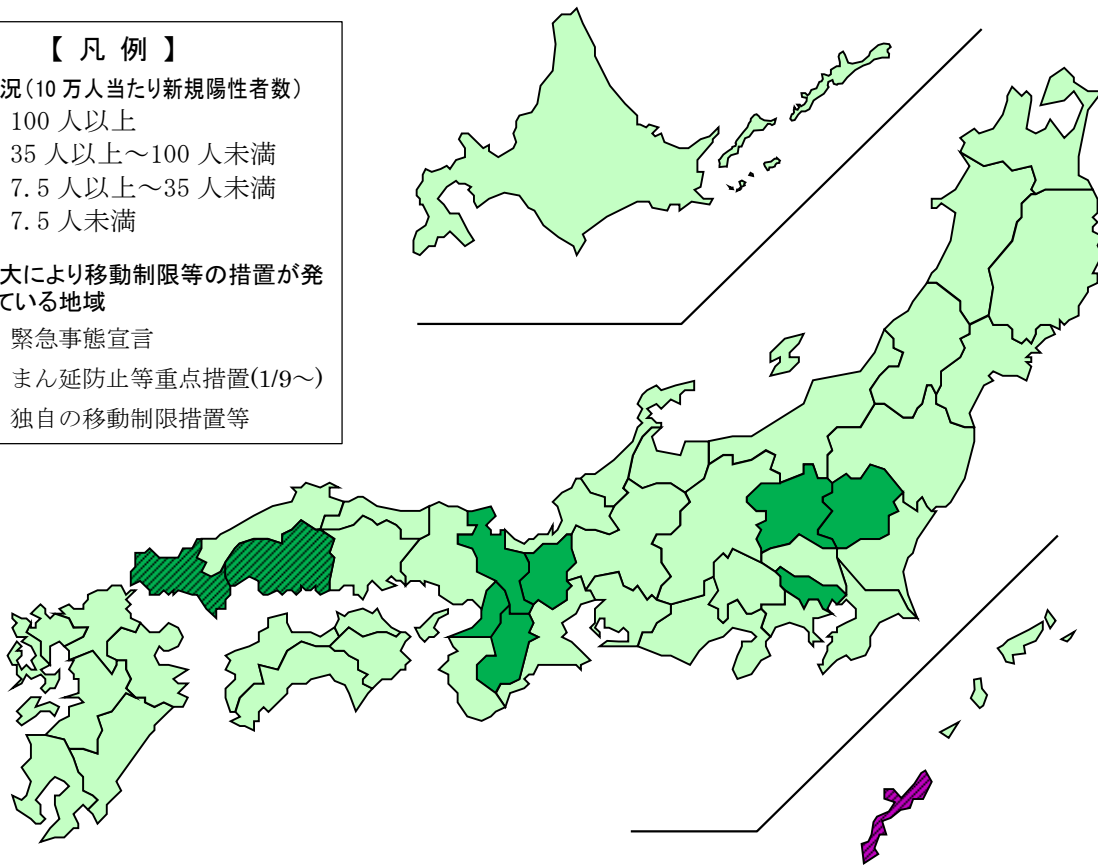 【 凡 例 】
況(10 万人当たり新規陽性者数)
100 人以上
35 人以上～100 人未満
7.5 人以上～35 人未満
7.5 人未満
大により移動制限等の措置が発
ている地域
緊急事態宣言
まん延防止等重点措置(1/9～)
独自の移動制限措置等